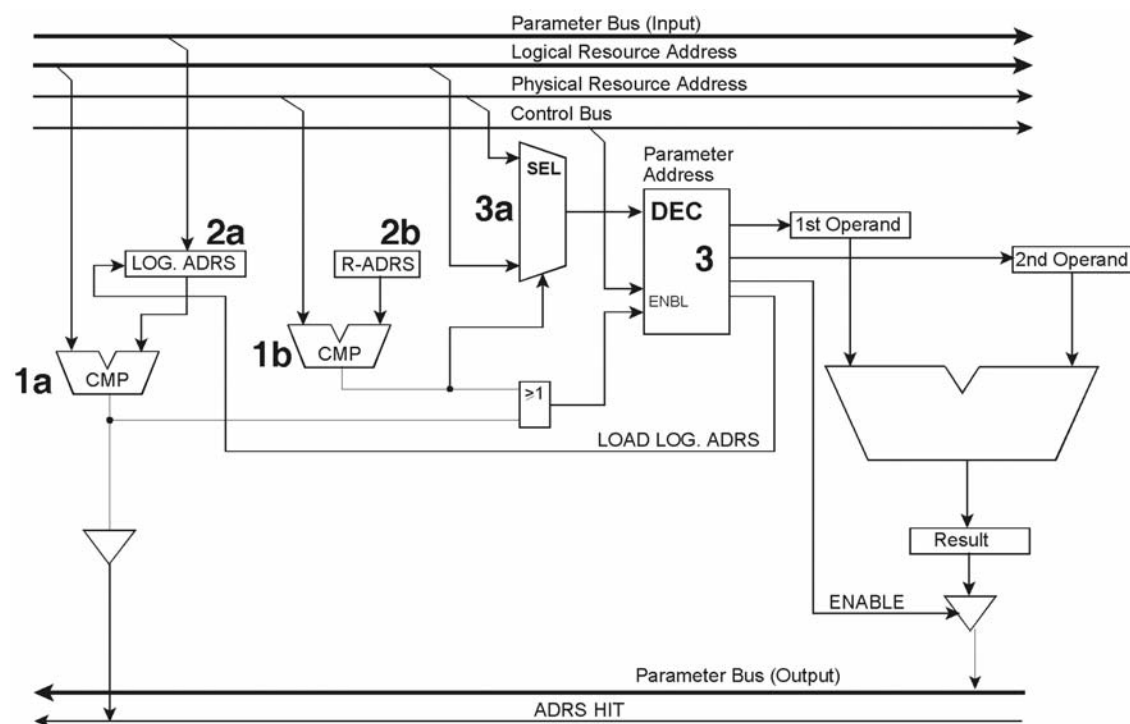 Parameter Bus (Input)
Logical Resource Address
Physical Resource Address
Control Bus
Parameter
Address
SEL
3a
DEC
1st Operand
2a
2b
3
LOG. ADRS
R-ADRS
2nd Operand
ENBL
1a
CMP
1b
CMP
≥1
LOAD LOG. ADRS
Result
ENABLE
Parameter Bus (Output)
ADRS HIT